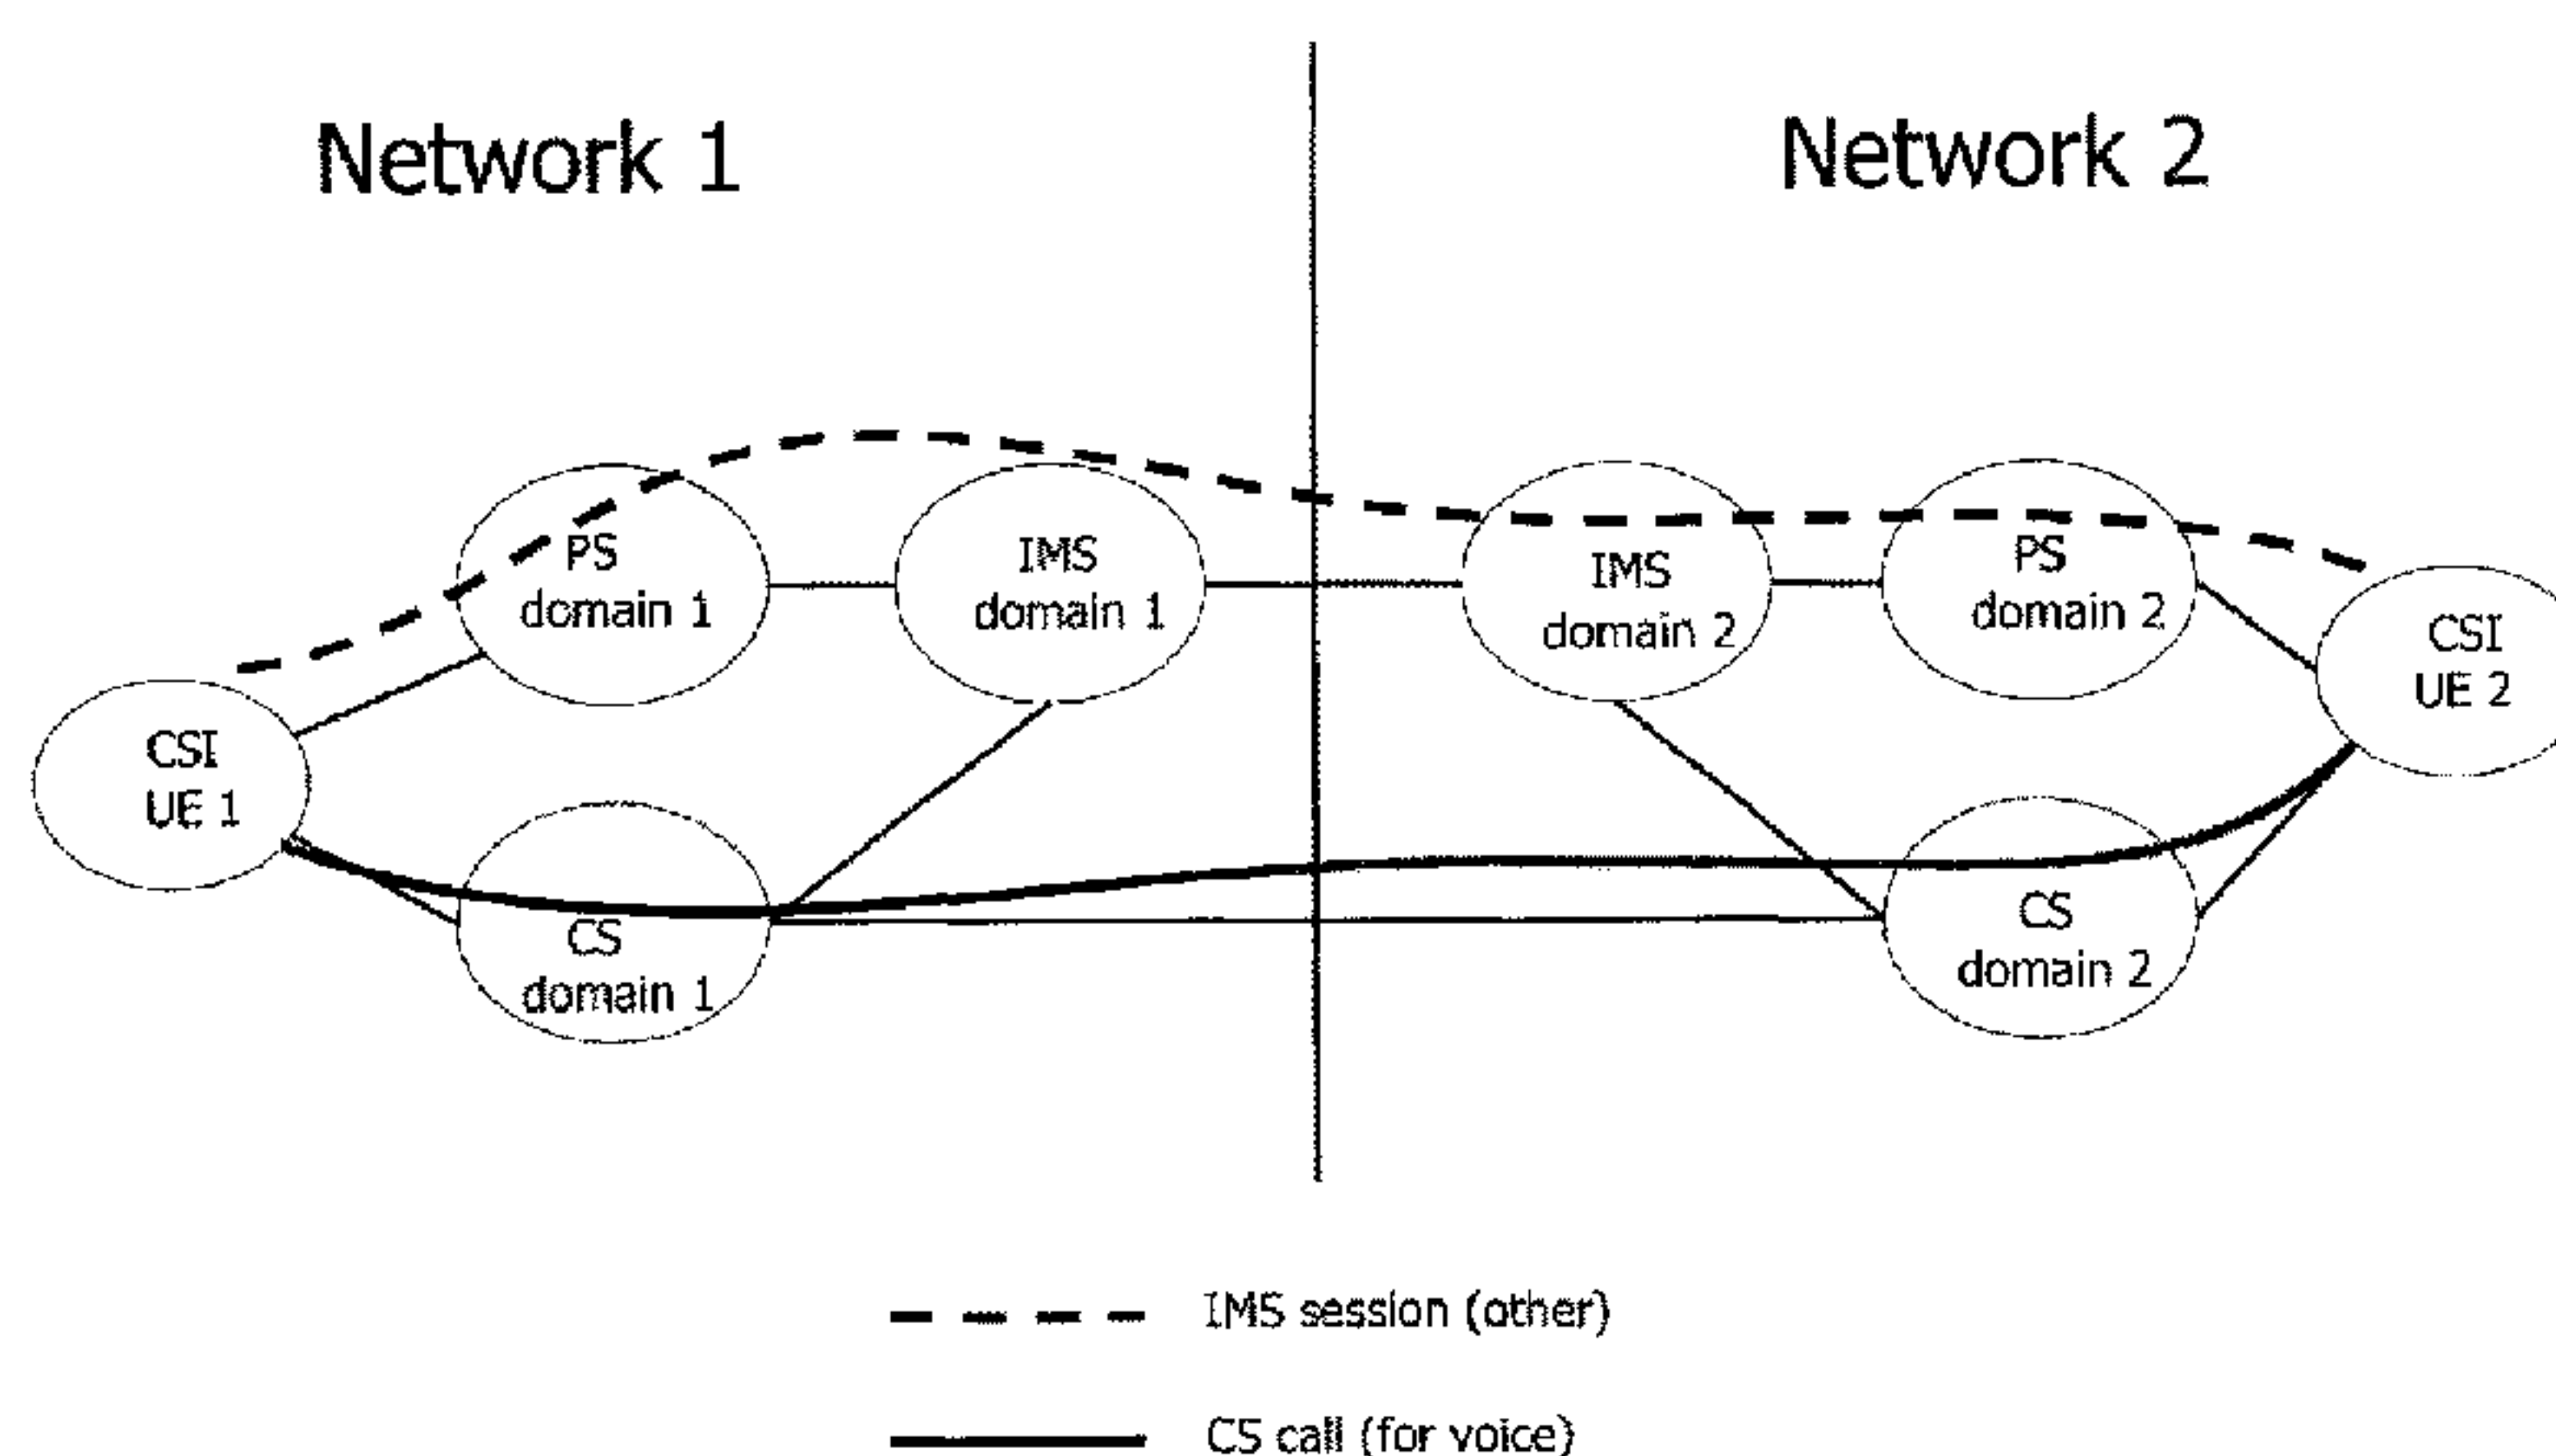 Network 1
Network 2
PS
domain 1
IMS
domain 1
IMS
domain 2
PS
domain 2
CSI
UE 2
CSI
UE 1
CS
domain 1
CS
domain 2
IMS session (other)
CS call (for voice)